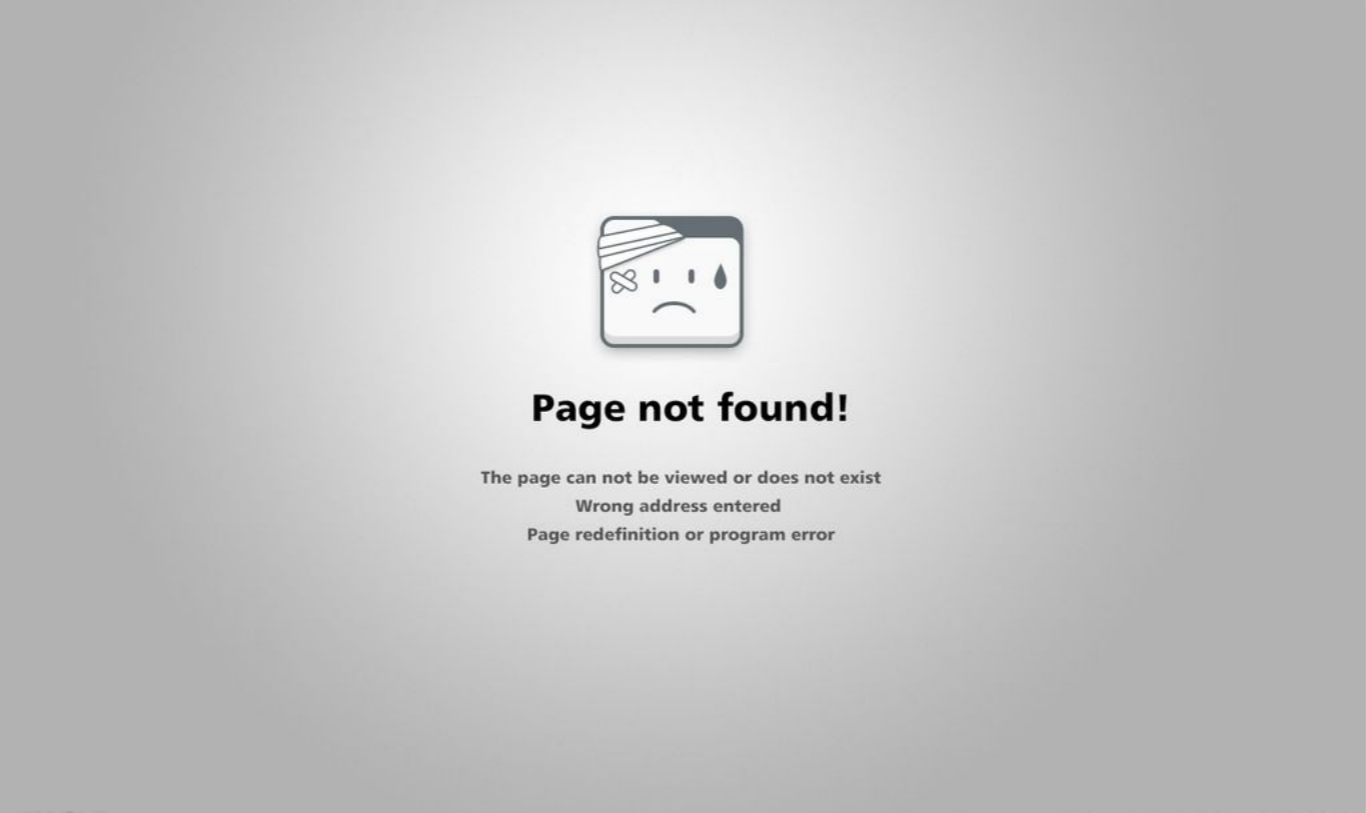 Page not found!
The page can not be viewed or does not exist
Wrong address entered
Page redefinition or program error